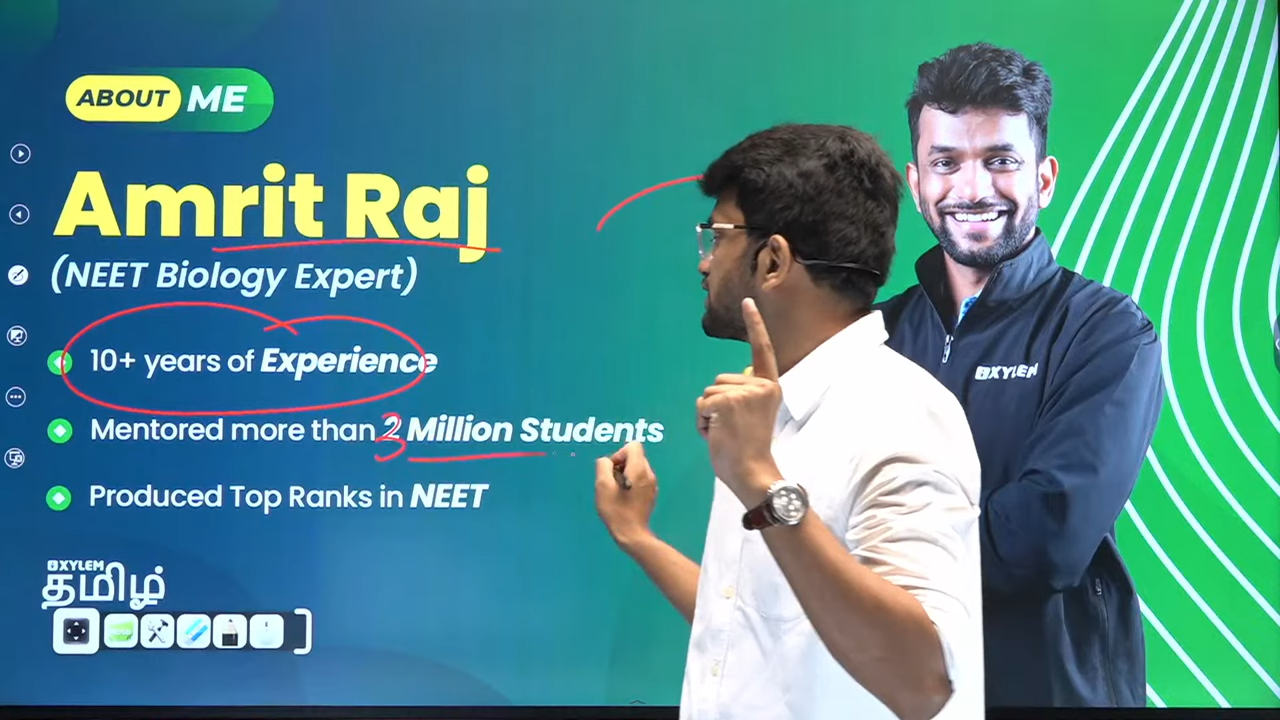 ABOUT ME
Amrit Raj
(NEET Biology Expert)
10+ years of Experience
Mentored more than 3 Million Students
Produced Top Ranks in NEET
XYLEM
XYLEM
தமிழ்